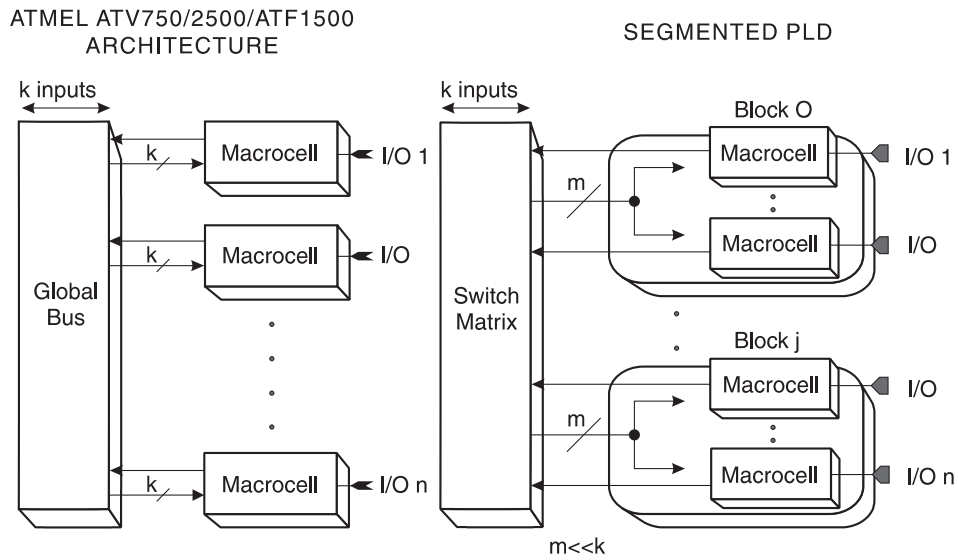 ATMEL ATV750/2500/ATF1500
ARCHITECTURE
k inputs
Global
Bus
k
Macrocell
I/O 1
k
Macrocell
I/O
k
Macrocell
I/O n
SEGMENTED PLD
k inputs
Switch
Matrix
Block O
m
Macrocell
I/O 1
Macrocell
I/O
Block j
m
Macrocell
I/O
Macrocell
I/O n
m<<k